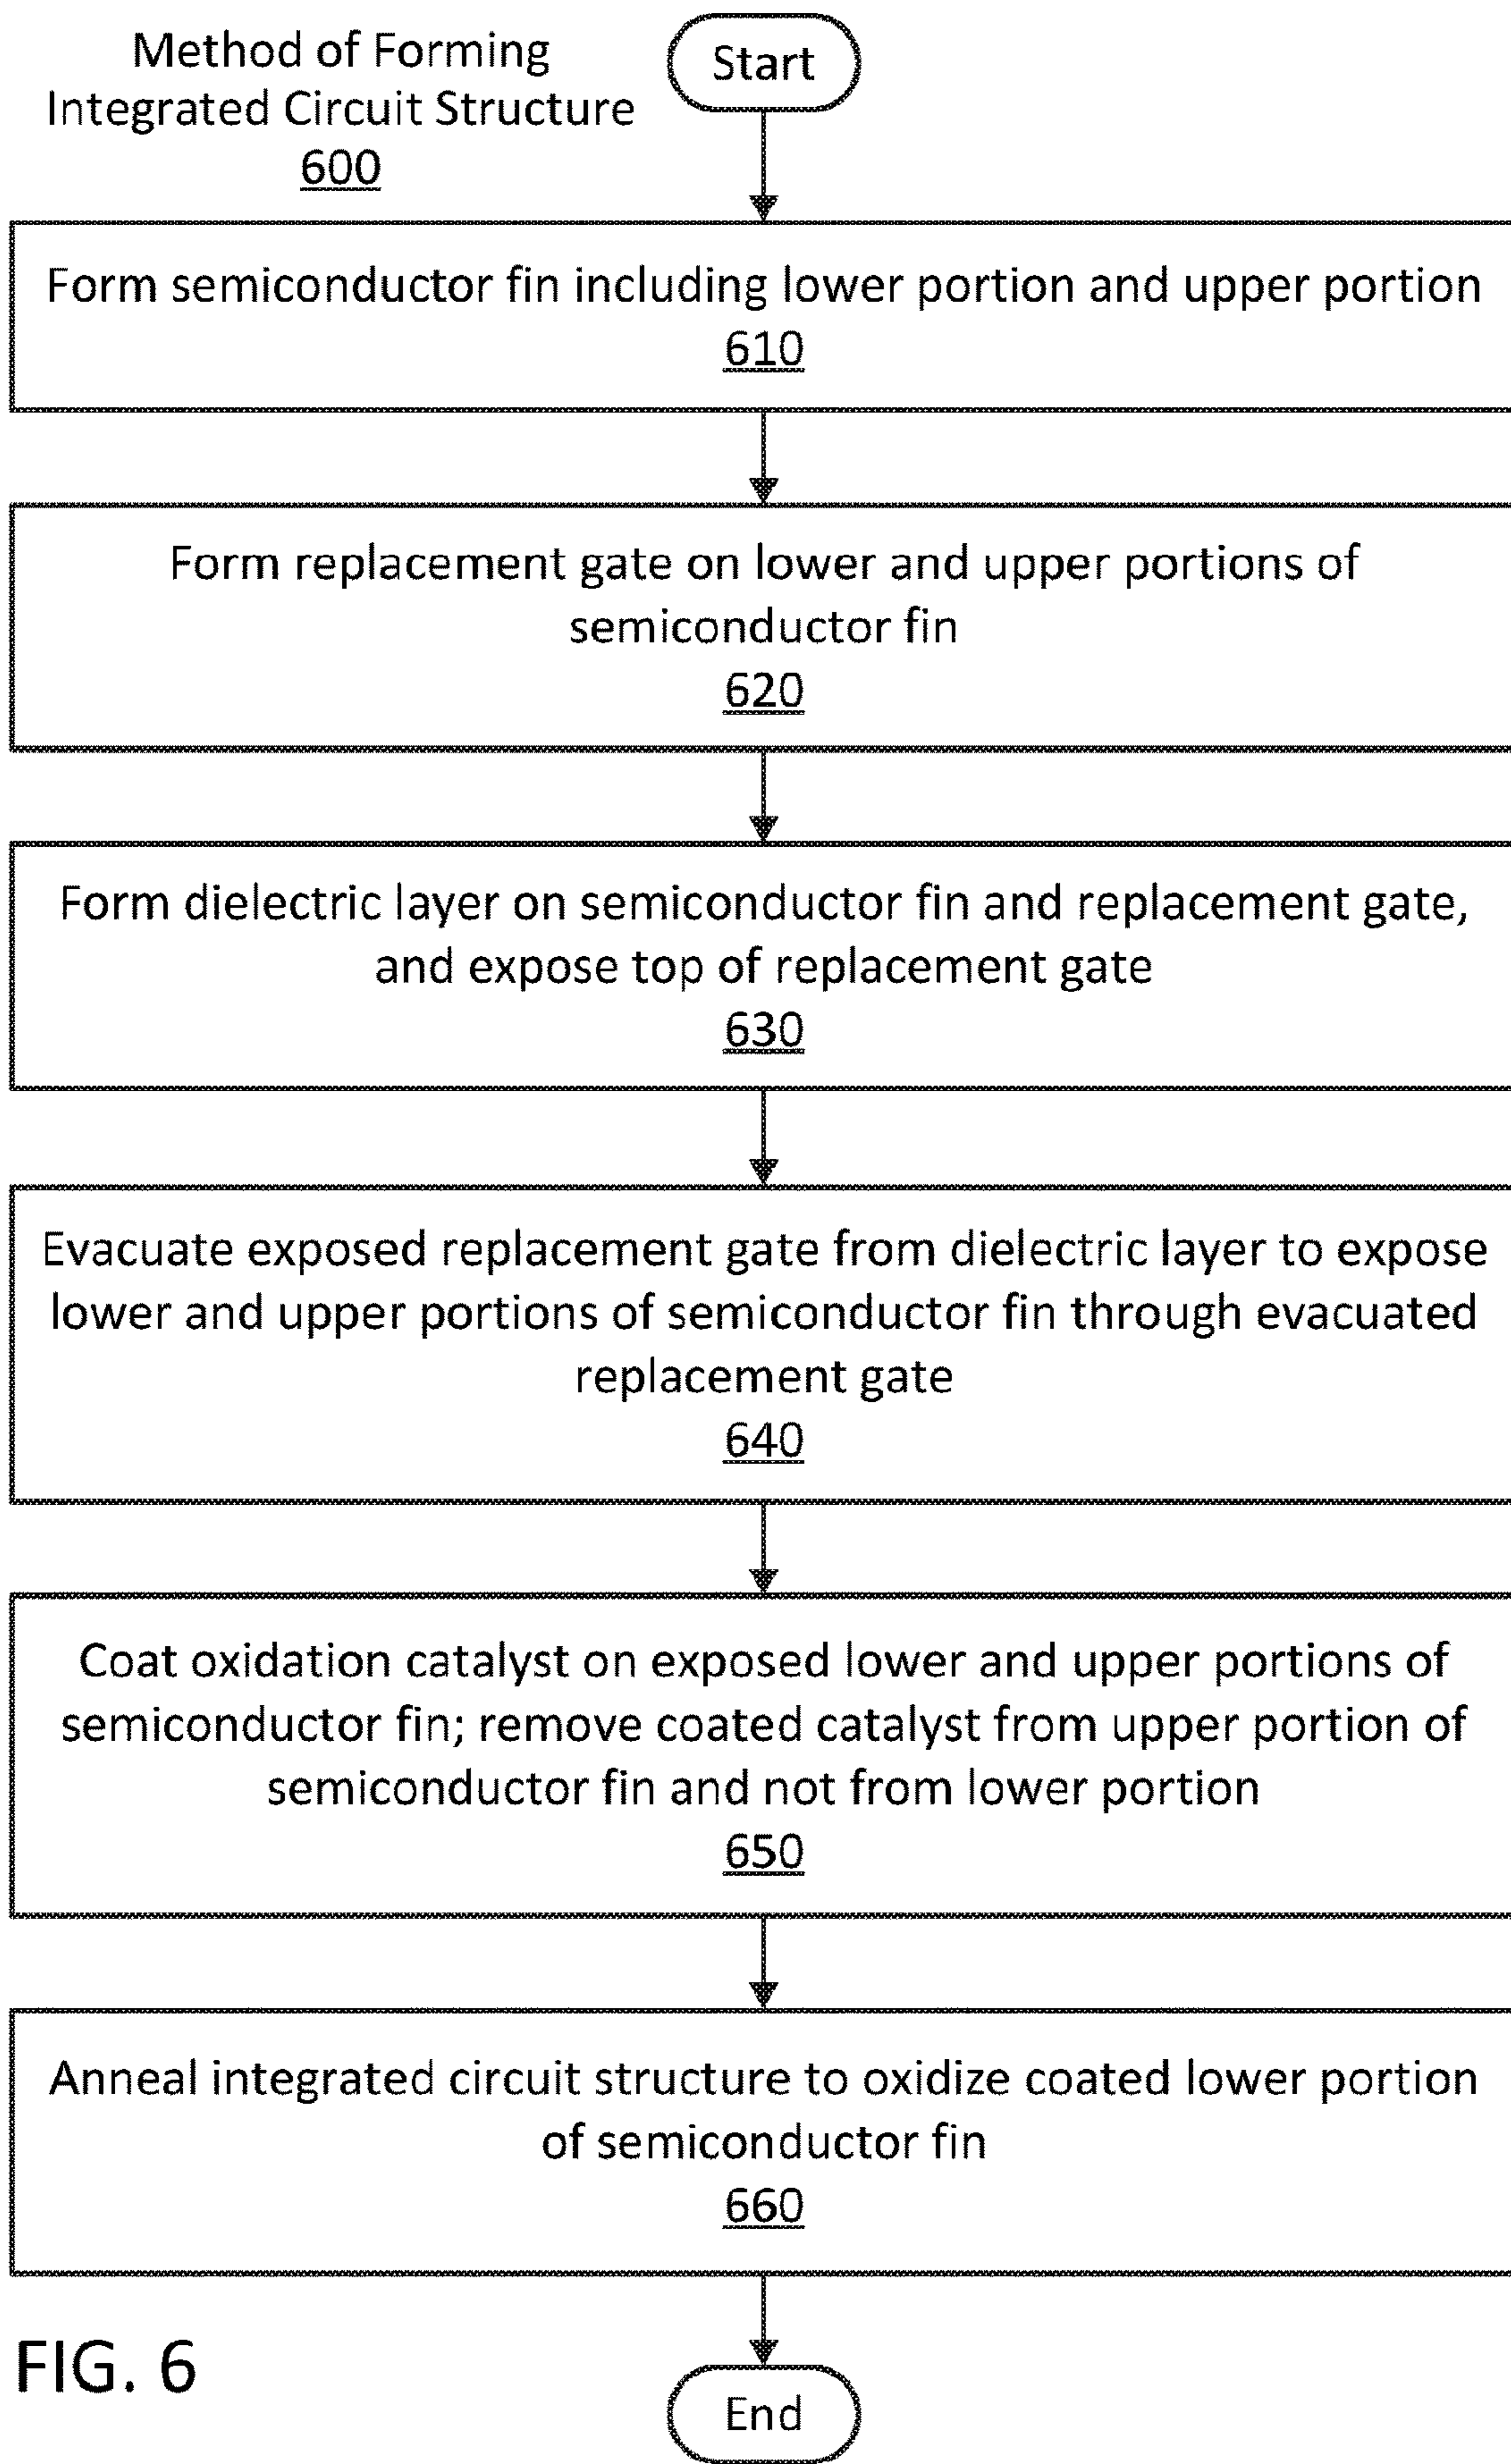 Method of Forming
Integrated Circuit Structure
600
Start
Form semiconductor fin including lower portion and upper portion
610
Form replacement gate on lower and upper portions of
semiconductor fin
620
Form dielectric layer on semiconductor fin and replacement gate,
and expose top of replacement gate
630
Evacuate exposed replacement gate from dielectric layer to expose
lower and upper portions of semiconductor fin through evacuated
replacement gate
640
Coat oxidation catalyst on exposed lower and upper portions of
semiconductor fin; remove coated catalyst from upper portion of
semiconductor fin and not from lower portion
650
Anneal integrated circuit structure to oxidize coated lower portion
of semiconductor fin
660
FIG. 6
End